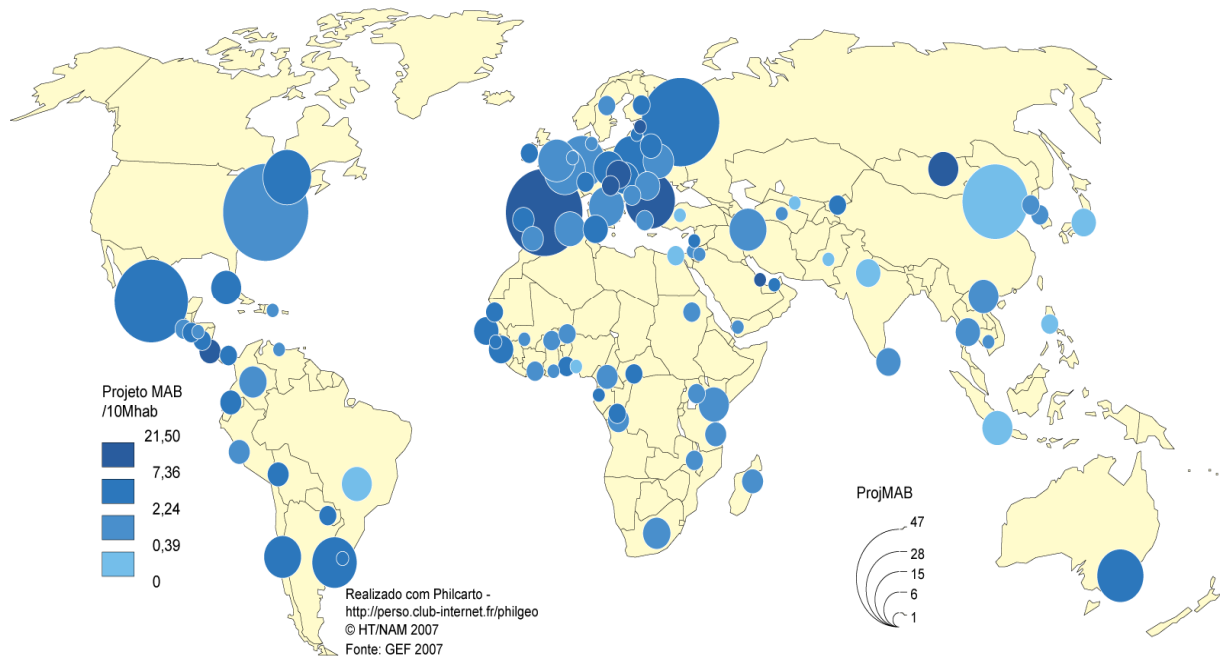 Projeto MAB
/10Mhab
21,50
7,36
2,24
0,39
0
Realizado com Philcarto -
http://perso.club-internet.fr/philgeo
© HT/NAM 2007
Fonte: GEF 2007
ProjMAB
47
28
15
6
1